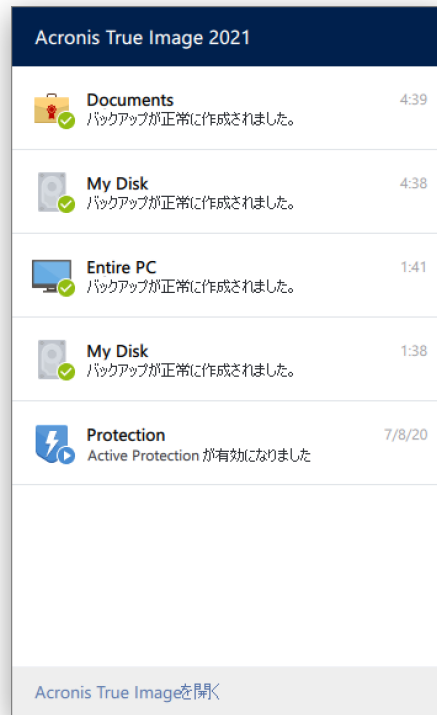 Acronis True Image 2021
Documents 4:39
バックアップが正常に作成されました。
My Disk 4:38
バックアップが正常に作成されました。
Entire PC 1:41
バックアップが正常に作成されました。
My Disk 1:38
バックアップが正常に作成されました。
Protection 7/8/20
Active Protection が有効になりました
Acronis True Imageを開く